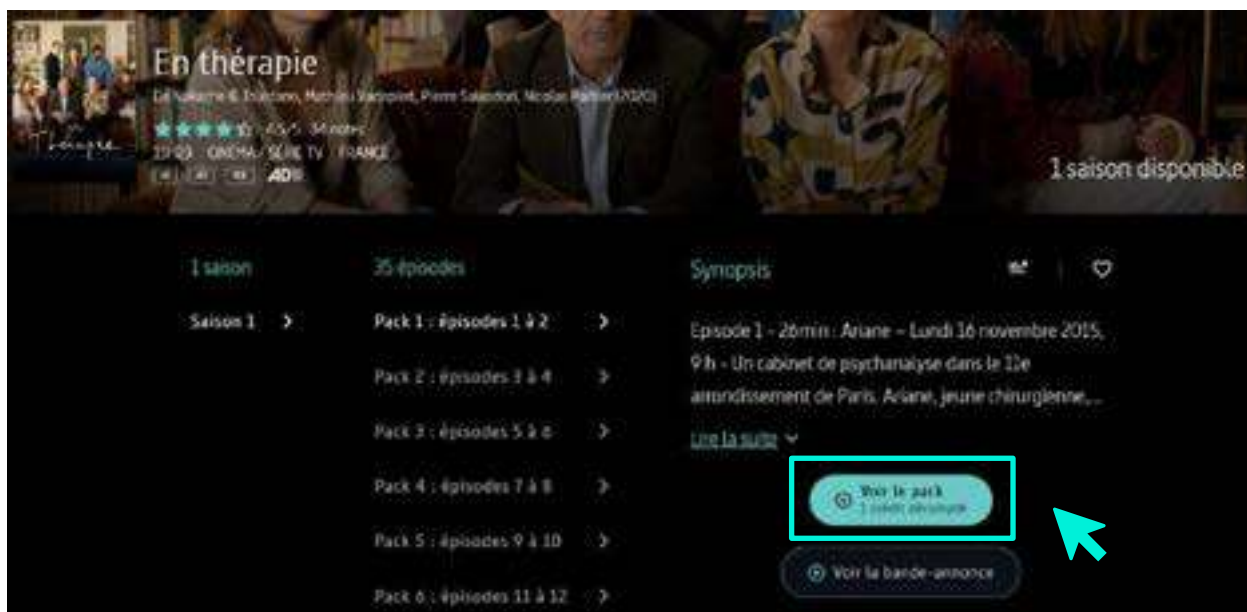 En thérapie
De
1 saison disponible
FRANCE
1 saison
Saison 1
35 épisodes
Pack 1 : épisodes 1 à 2
Pack 2 : épisodes 3 à 4
Pack 3 : épisodes 5 à 6
Pack 4 : épisodes 7 à 8
Pack 5 : épisodes 9 à 10
Pack 6 : épisodes 11 à 12
Synopsis
Episode 1 - 26min : Ariane – Lundi 16 novembre 2015,
9 h - Un cabinet de psychanalyse dans le
arrondissement de Paris. Ariane, jeune chirurgienne,...
Lire la suite
Voir le pack
Voir la bande-annonce